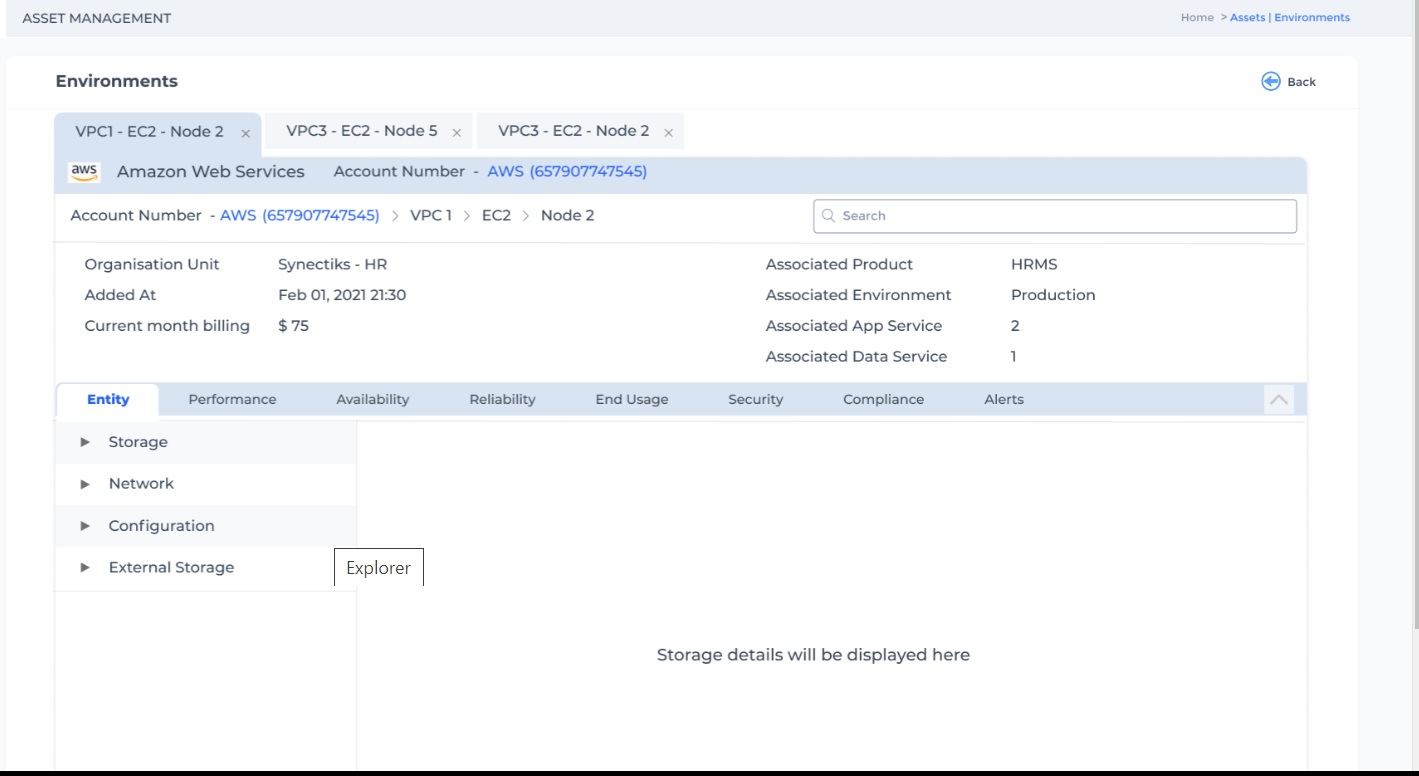 ASSET MANAGEMENT
Home > Assets | Environments
Environments
Back
VPC1 - EC2 - Node 2 × VPC3 - EC2 - Node 5 × VPC3 - EC2 - Node 2 ×
aws Amazon Web Services Account Number - AWS (657907747545)
Account Number - AWS (657907747545) > VPC 1 > EC2 > Node 2
Search
Organisation Unit Synectiks - HR
Added At Feb 01, 2021 21:30
Current month billing $ 75
Associated Product HRMS
Associated Environment Production
Associated App Service 2
Associated Data Service 1
Entity Performance Availability Reliability End Usage Security Compliance Alerts
Storage
Network
Configuration
External Storage
Explorer
Storage details will be displayed here